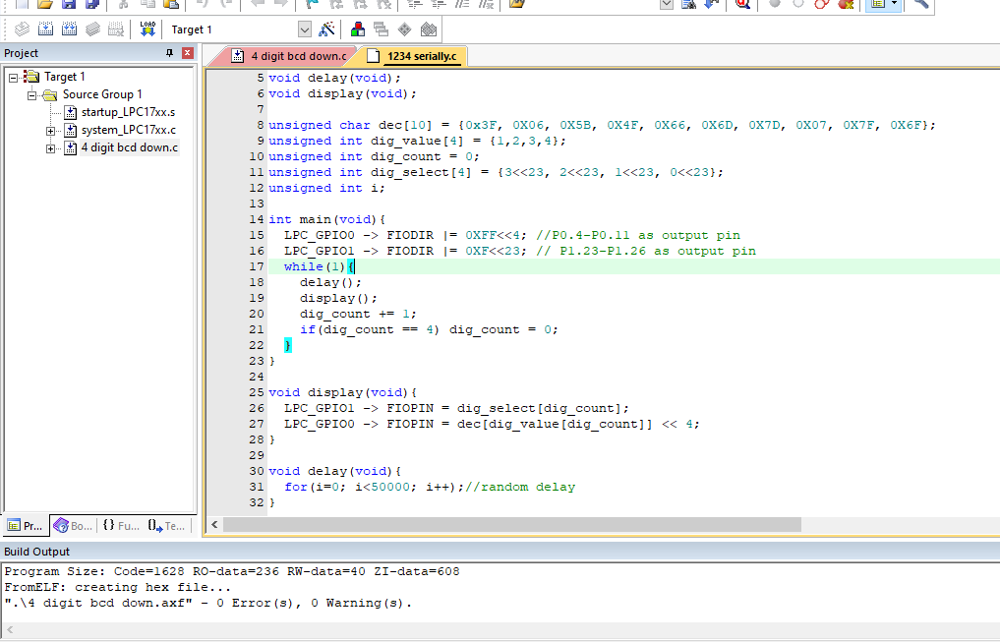 LOAD
Target 1
Project
4 digit bcd down.c
1234 serially.c
Target 1
Source Group 1
startup_LPC17xx.s
system_LPC17xx.c
4 digit bcd down.c
5 void delay(void);
6 void display(void);
7
8 unsigned char dec[10] = {0x3F, 0X06, 0X5B, 0X4F, 0X66, 0X6D, 0X7D, 0X07, 0X7F, 0X6F};
9 unsigned int dig_value[4] = {1,2,3,4};
10 unsigned int dig_count = 0;
11 unsigned int dig_select[4] = {3<<23, 2<<23, 1<<23, 0<<23};
12 unsigned int i;
13
14 int main(void){
15 LPC_GPIO0 -> FIODIR |= 0XFF<<4; //P0.4-P0.11 as output pin
16 LPC_GPIO1 -> FIODIR |= 0XF<<23; // P1.23-P1.26 as output pin
17 while(1){
18 delay();
19 display();
20 dig_count += 1;
21 if(dig_count == 4) dig_count = 0;
22 }
23 }
24
25 void display(void){
26 LPC_GPIO1 -> FIOPIN = dig_select[dig_count];
27 LPC_GPIO0 -> FIOPIN = dec[dig_value[dig_count]] << 4;
28 }
29
30 void delay(void){
31 for(i=0; i<50000; i++);//random delay
32 }
Pr... Bo... {} Fu... Te...
Build Output
Program Size: Code=1628 RO-data=236 RW-data=40 ZI-data=608
FromELF: creating hex file...
".\4 digit bcd down.axf" - 0 Error(s), 0 Warning(s).